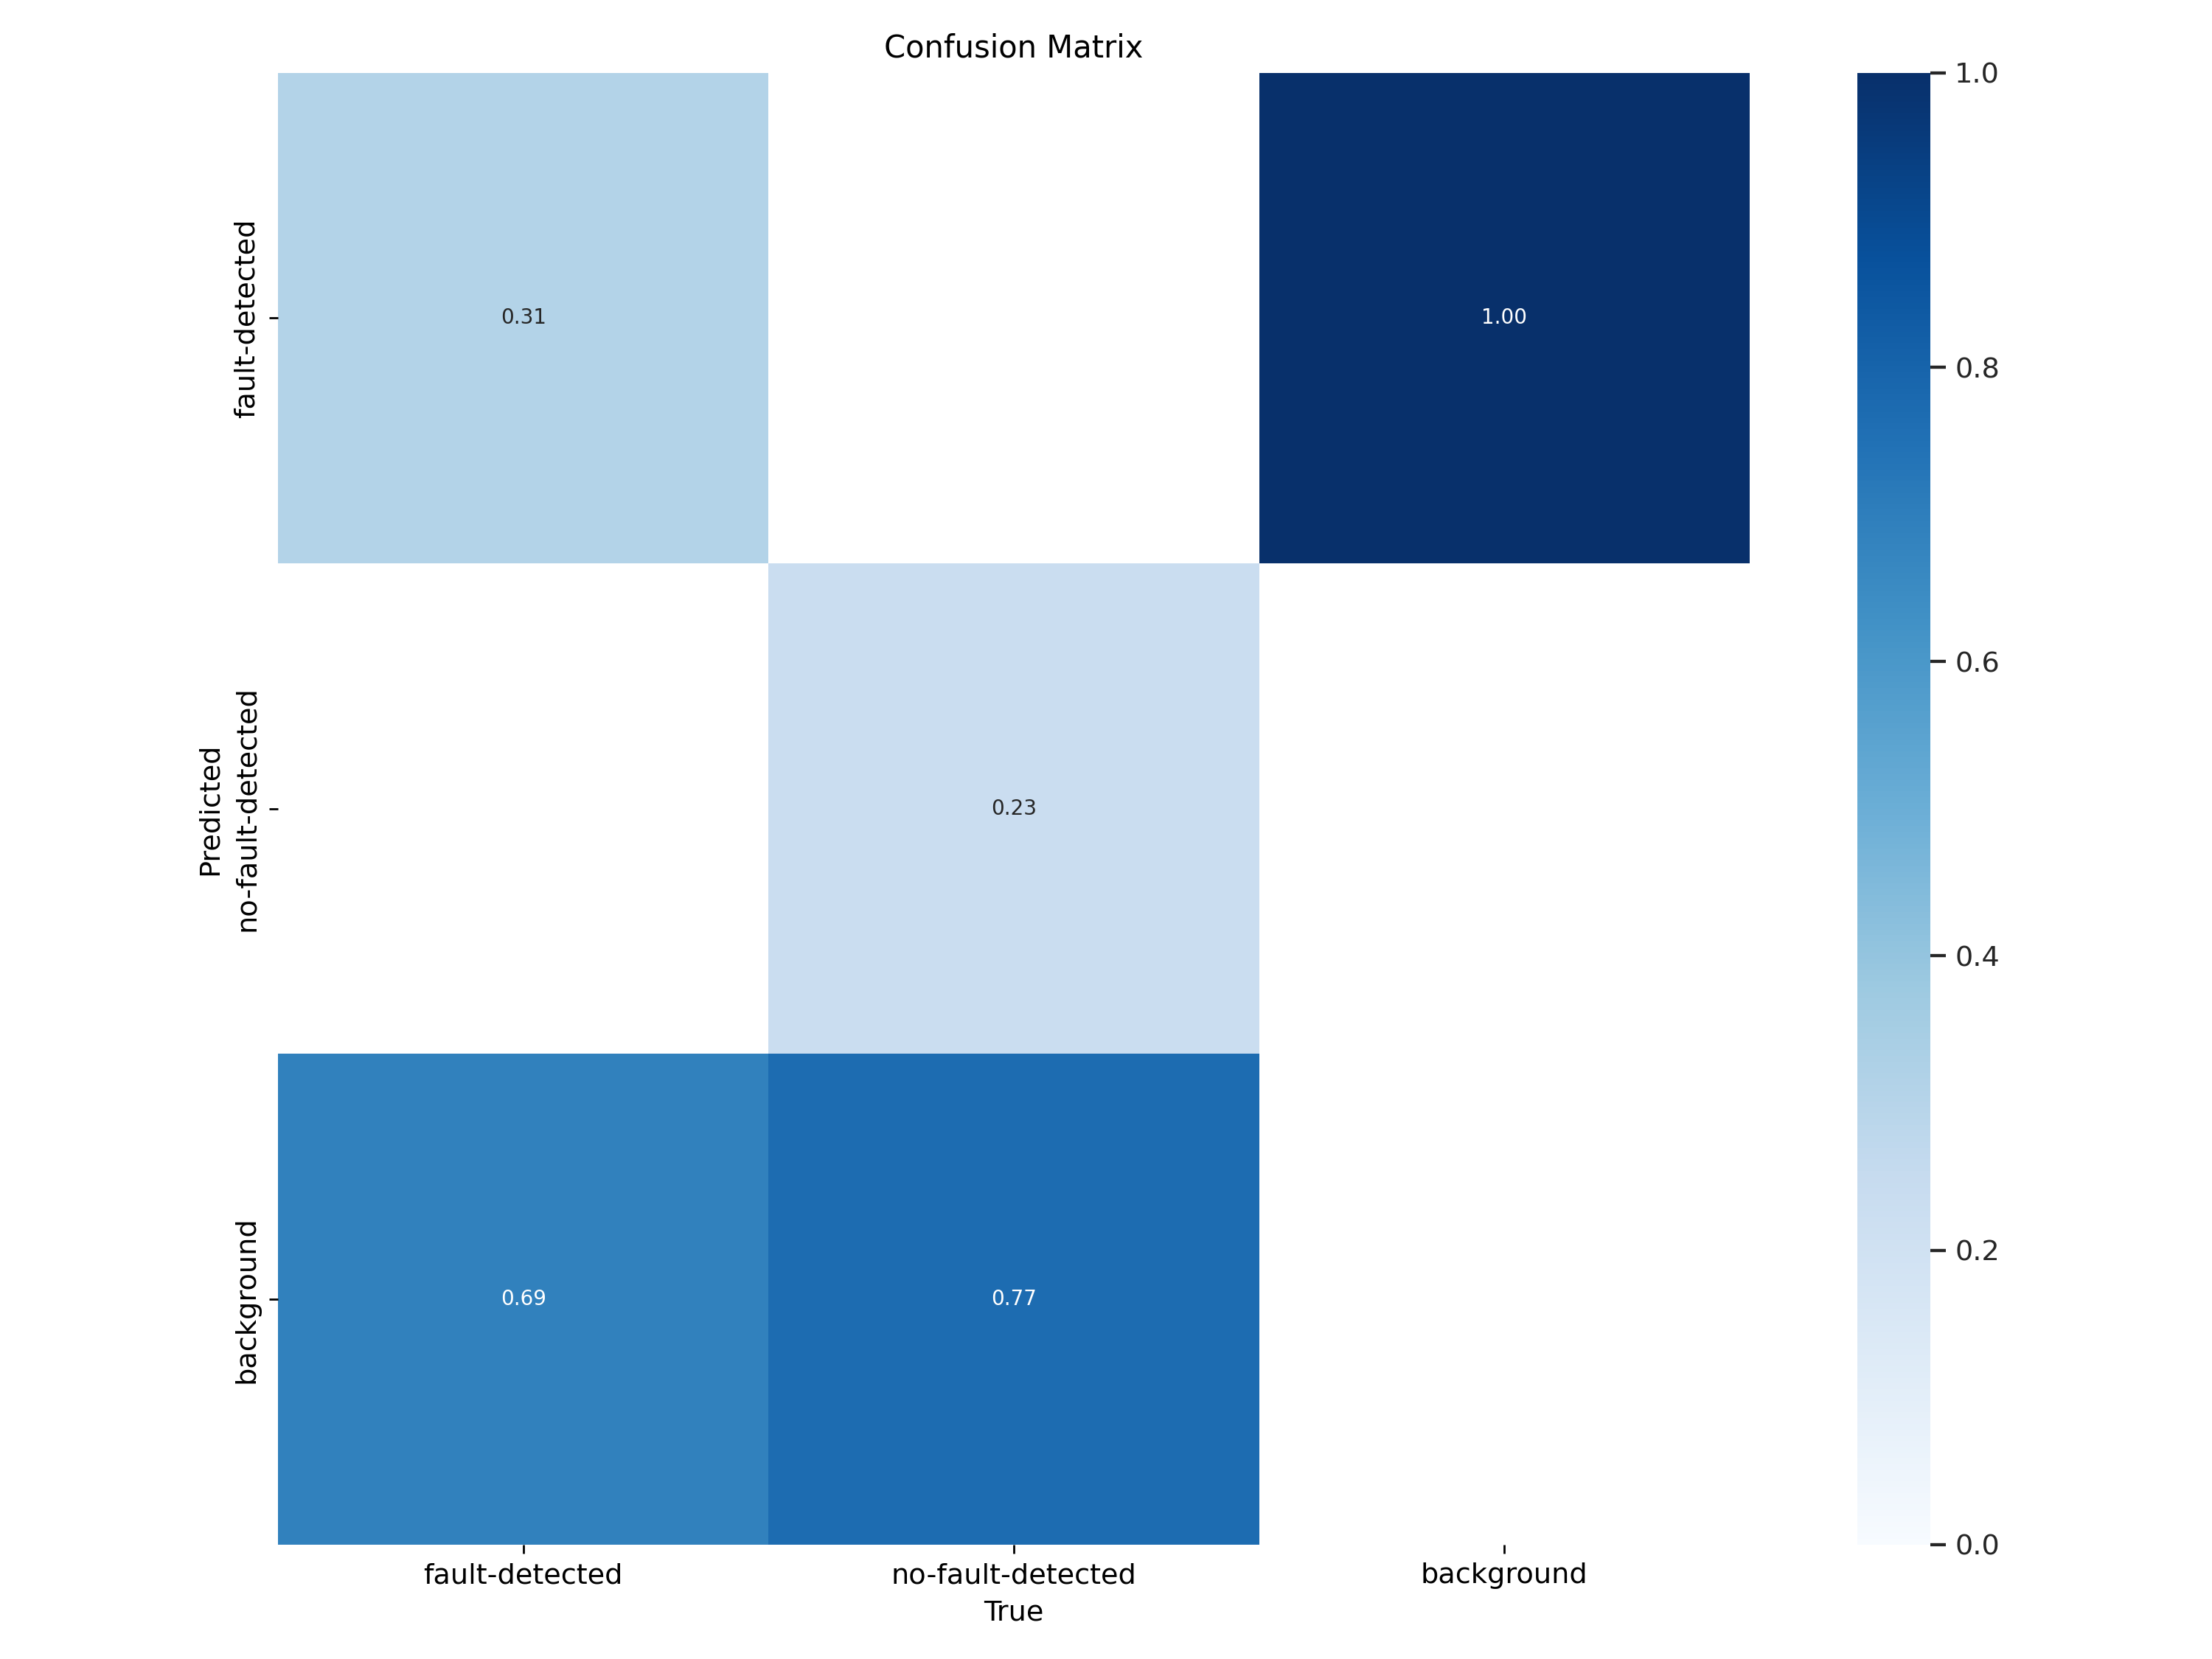 Confusion Matrix
fault-detected
no-fault-detected
background
Predicted
0.31
1.00
0.23
0.69
0.77
fault-detected
no-fault-detected
background
True
1.0
0.8
0.6
0.4
0.2
0.0